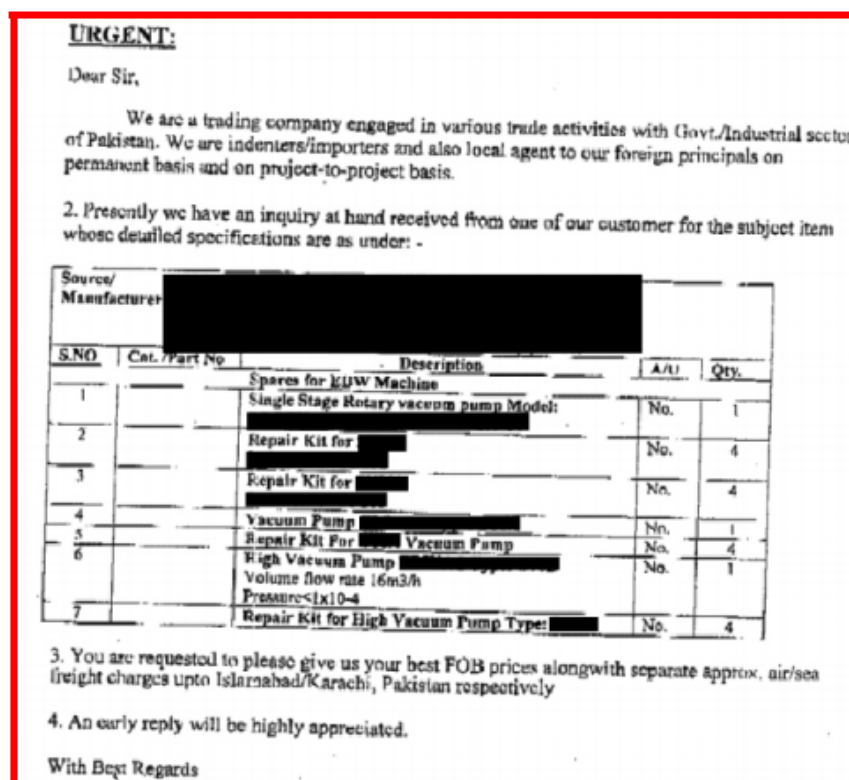 URGENT:
Dear Sir,
We are a trading company engaged in various trade activities with Govt./Industrial sector
of Pakistan. We are indenters/importers and also local agent to our foreign principals on
permanent basis and on project-to-project basis.
2. Presently we have an inquiry at hand received from one of our customer for the subject item
whose detailed specifications are as under: -
Source/
Manufacturer
S.NO Cat. /Part No Description A/U Qty.
Spares for EBW Machine
1 Single Stage Rotary vacuum pump Model: No. 1
2 Repair Kit for No. 4
3 Repair Kit for No. 4
4 Vacuum Pump No. 1
5 Repair Kit For Vacuum Pump No. 4
6 High Vacuum Pump No. 1
Volume flow rate 16m3/h
Pressure<1x10-4
7 Repair Kit for High Vacuum Pump Type: No. 4
3. You are requested to please give us your best FOB prices alongwith separate approx. air/sea
freight charges upto Islamabad/Karachi, Pakistan respectively
4. An early reply will be highly appreciated.
With Best Regards